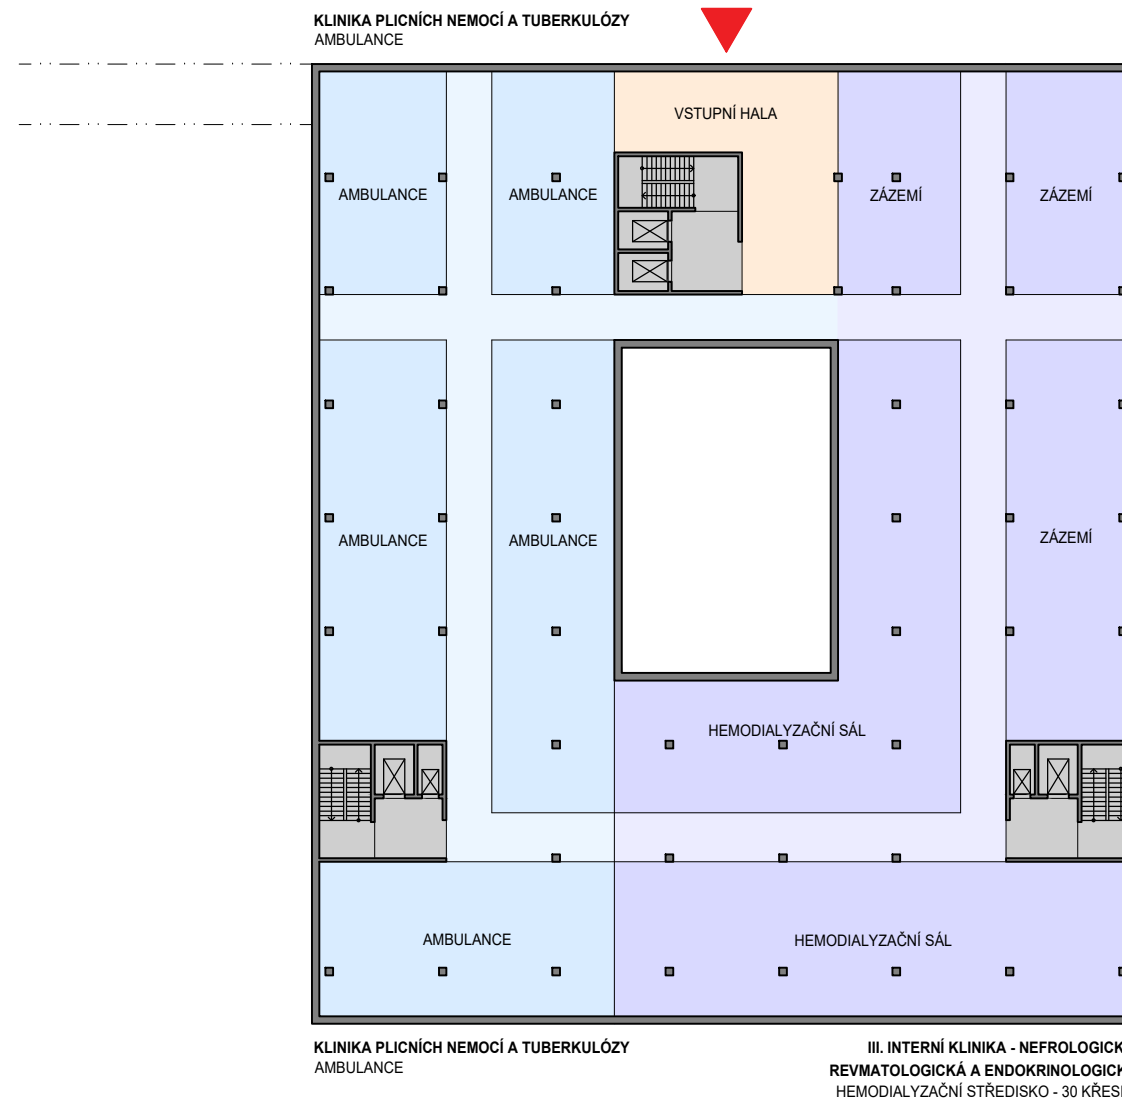 KLINIKA PLICNÍCH NEMOCÍ A TUBERKULÓZY
AMBULANCE
VSTUPNÍ HALA
AMBULANCE
AMBULANCE
ZÁZEMÍ
ZÁZEMÍ
AMBULANCE
AMBULANCE
ZÁZEMÍ
HEMODIALYZAČNÍ SÁL
AMBULANCE
HEMODIALYZAČNÍ SÁL
KLINIKA PLICNÍCH NEMOCÍ A TUBERKULÓZY
AMBULANCE
III. INTERNÍ KLINIKA - NEFROLOGICK
REVMATOLOGICKÁ A ENDOKRINOLOGICK
HEMODIALYZAČNÍ STŘEDISKO - 30 KŘESE